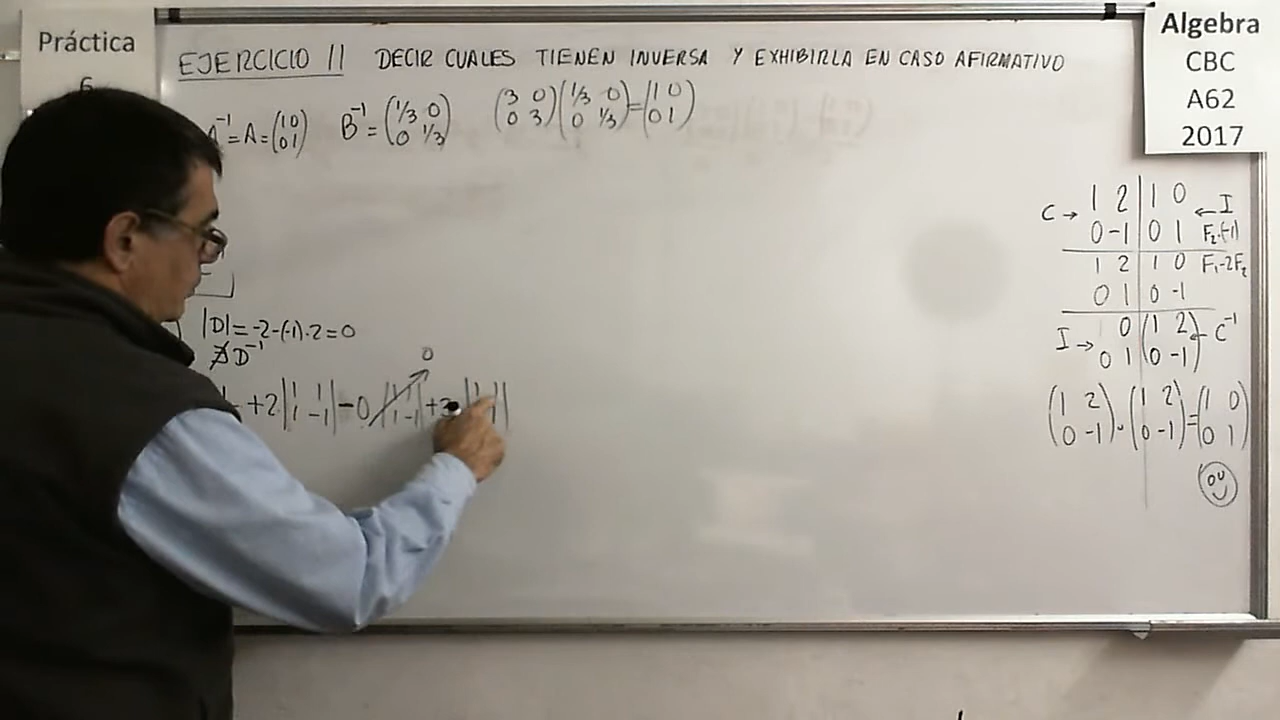 Práctica
6
Algebra
CBC
A62
2017
EJERCICIO 11 DECIR CUALES TIENEN INVERSA Y EXHIBIRLA EN CASO AFIRMATIVO
A⁻¹=A=(1 0
0 1)
B⁻¹=(1/3 0
0 1/3)
(3 0
0 3)(1/3 0
0 1/3)=(1 0
0 1)
|D|=-2-(-1)·2=0
∄D⁻¹
+2|1 1
1 -1|-0
0
C→ 1 2 | 1 0 ←I
0 -1 | 0 1 F₂·(-1)
1 2 | 1 0 F₁-2F₂
0 1 | 0 -1
I→ 0 (1 2) ←C⁻¹
0 1 (0 -1)
(1 2
0 -1)·(1 2
0 -1)=(1 0
0 1)